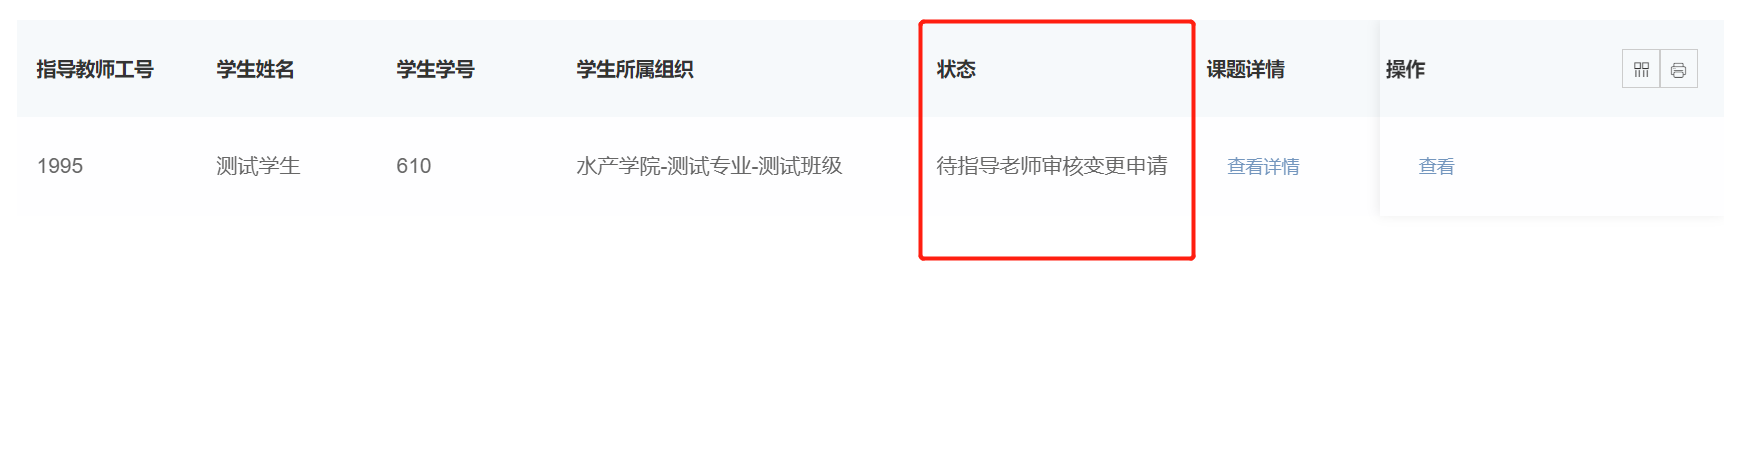 指导教师工号 学生姓名 学生学号 学生所属组织 状态 课题详情 操作
1995 测试学生 610 水产学院-测试专业-测试班级 待指导老师审核变更申请 查看详情 查看